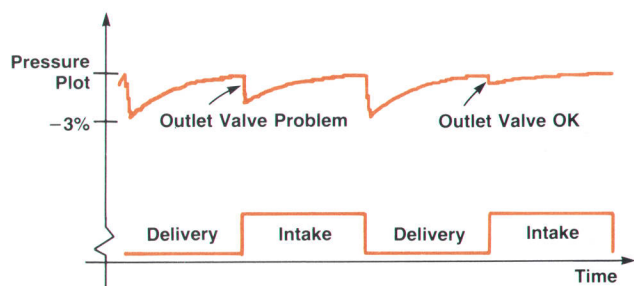 Pressure
Plot
−3%
Outlet Valve Problem
Outlet Valve OK
Delivery
Intake
Delivery
Intake
Time